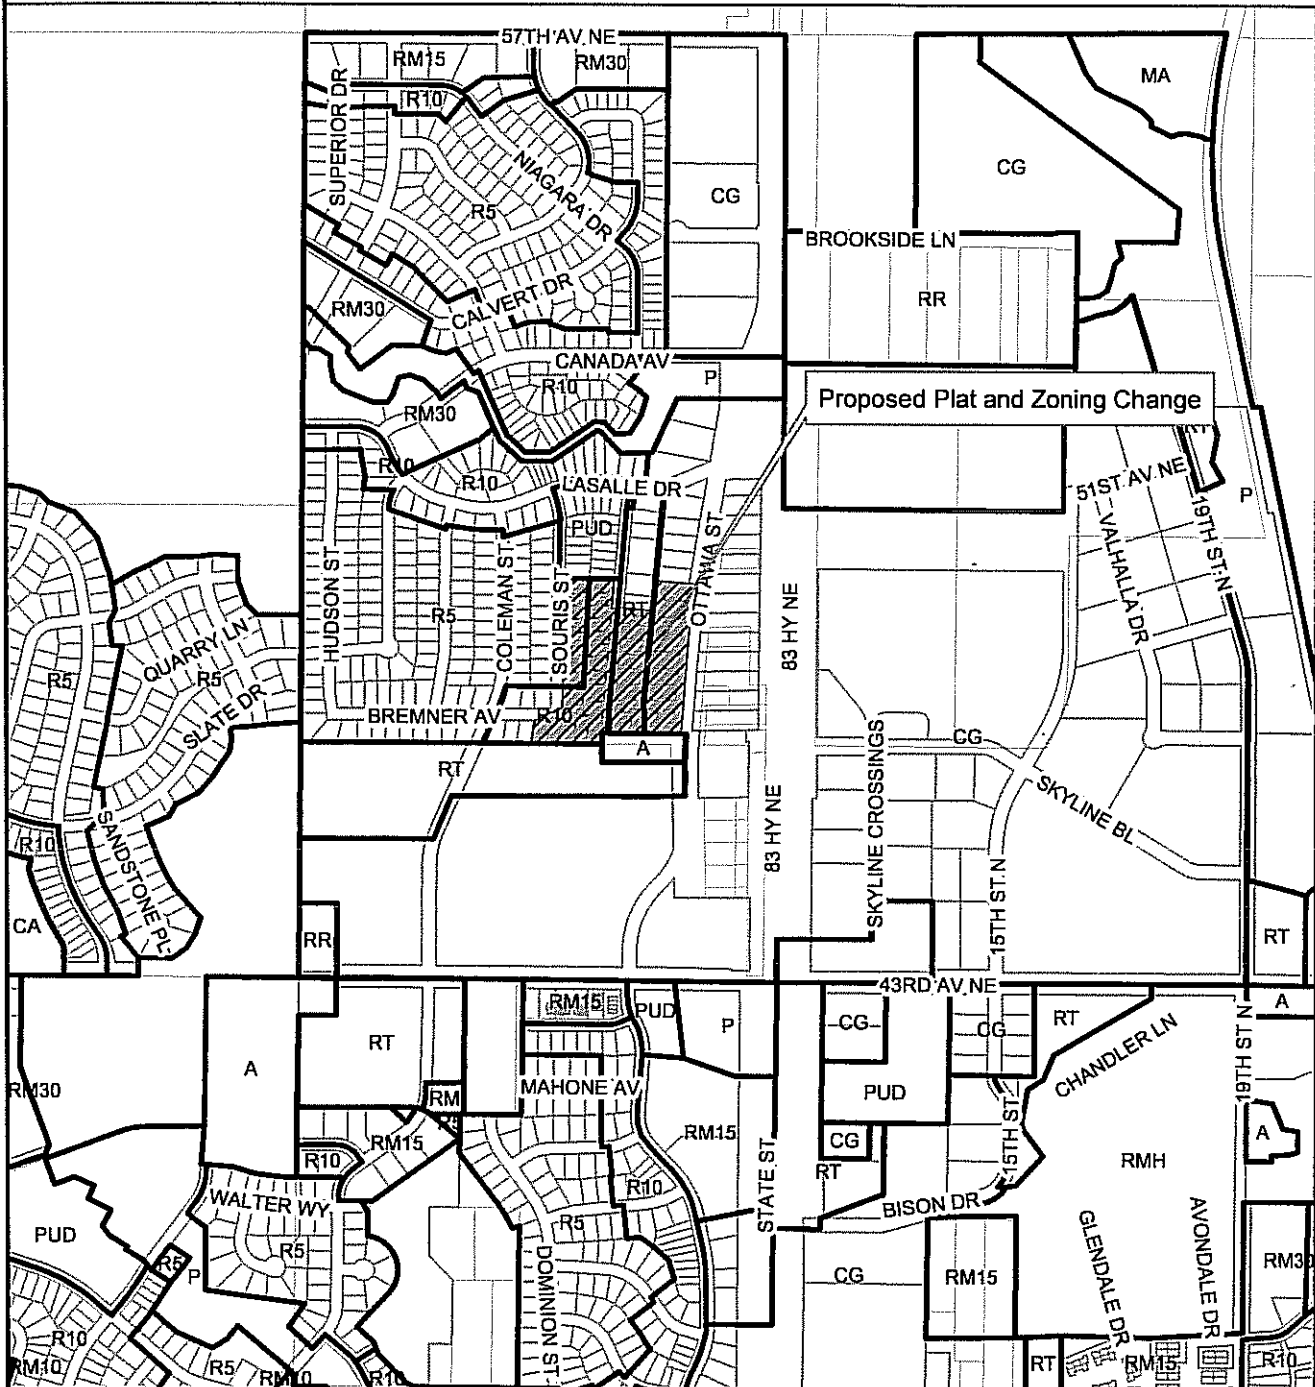 57TH AV NE
RM15
RM30
MA
R10
SUPERIOR DR
NIAGARA DR
CG
CG
R5
BROOKSIDE LN
RR
RM30
CALVERT DR
CANADA AV
P
R10
Proposed Plat and Zoning Change
RM30
R10
R10
LASALLE DR
51ST AV NE
P
PUD
OTTAWA ST
VALHALLA DR
19TH ST N
HUDSON ST
COLEMAN ST
SOURIS ST
R5
RT
83 HY NE
QUARRY LN
R5
R5
SLATE DR
BREMNER AV
R10
A
RT
CG
SKYLINE CROSSINGS
SKYLINE BL
83 HY NE
SANDSTONE PL
R10
15TH ST N
CA
RR
RT
43RD AV NE
RM15
PUD
P
CG
CG
RT
A
A
RT
CHANDLER LN
19TH ST N
RM30
RM
MAHONE AV
PUD
R5
RM15
RM15
CG
15TH ST
A
R10
RT
RMH
R10
WALTER WY
STATE ST
BISON DR
PUD
R5
R5
R5
P
DOMINION ST
CG
RM15
GLENDALE DR
AVONDALE DR
RM30
R10
RM10
R5
RM10
R10
RT
RM15
R10